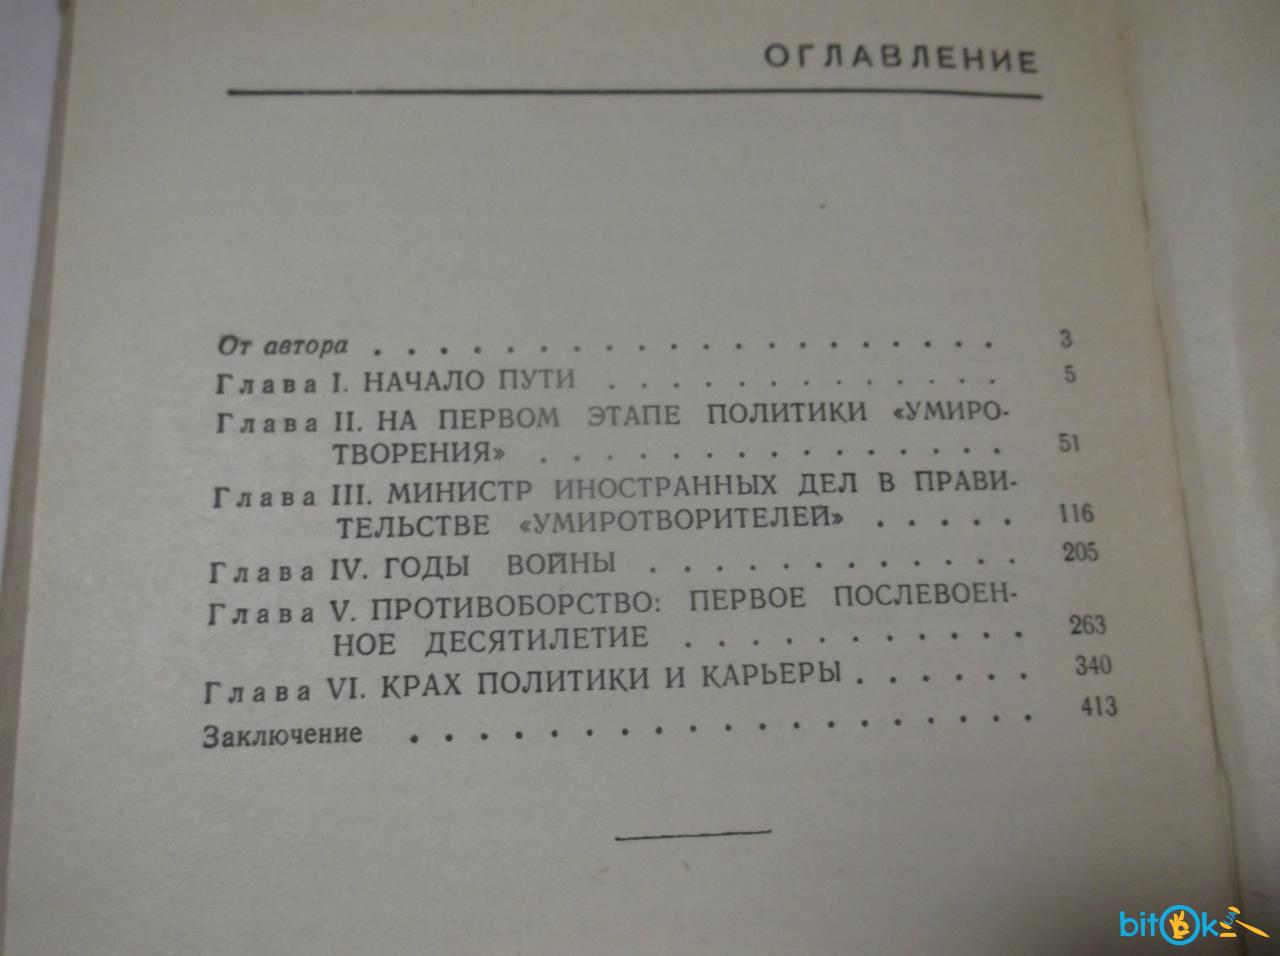 ОГЛАВЛЕНИЕ
От автора . . . . . . . . . . . . . . . . . . . 3
Глава I. НАЧАЛО ПУТИ . . . . . . . . . . . . 5
Глава II. НА ПЕРВОМ ЭТАПЕ ПОЛИТИКИ «УМИРО-
ТВОРЕНИЯ» . . . . . . . . . . . . . . 51
Глава III. МИНИСТР ИНОСТРАННЫХ ДЕЛ В ПРАВИ-
ТЕЛЬСТВЕ «УМИРОТВОРИТЕЛЕЙ» . . . . . 116
Глава IV. ГОДЫ ВОЙНЫ . . . . . . . . . . . . 205
Глава V. ПРОТИВОБОРСТВО: ПЕРВОЕ ПОСЛЕВОЕН-
НОЕ ДЕСЯТИЛЕТИЕ . . . . . . . . . . . 263
Глава VI. КРАХ ПОЛИТИКИ И КАРЬЕРЫ . . . . . . 340
Заключение . . . . . . . . . . . . . . . . . . 413
bitOk UA